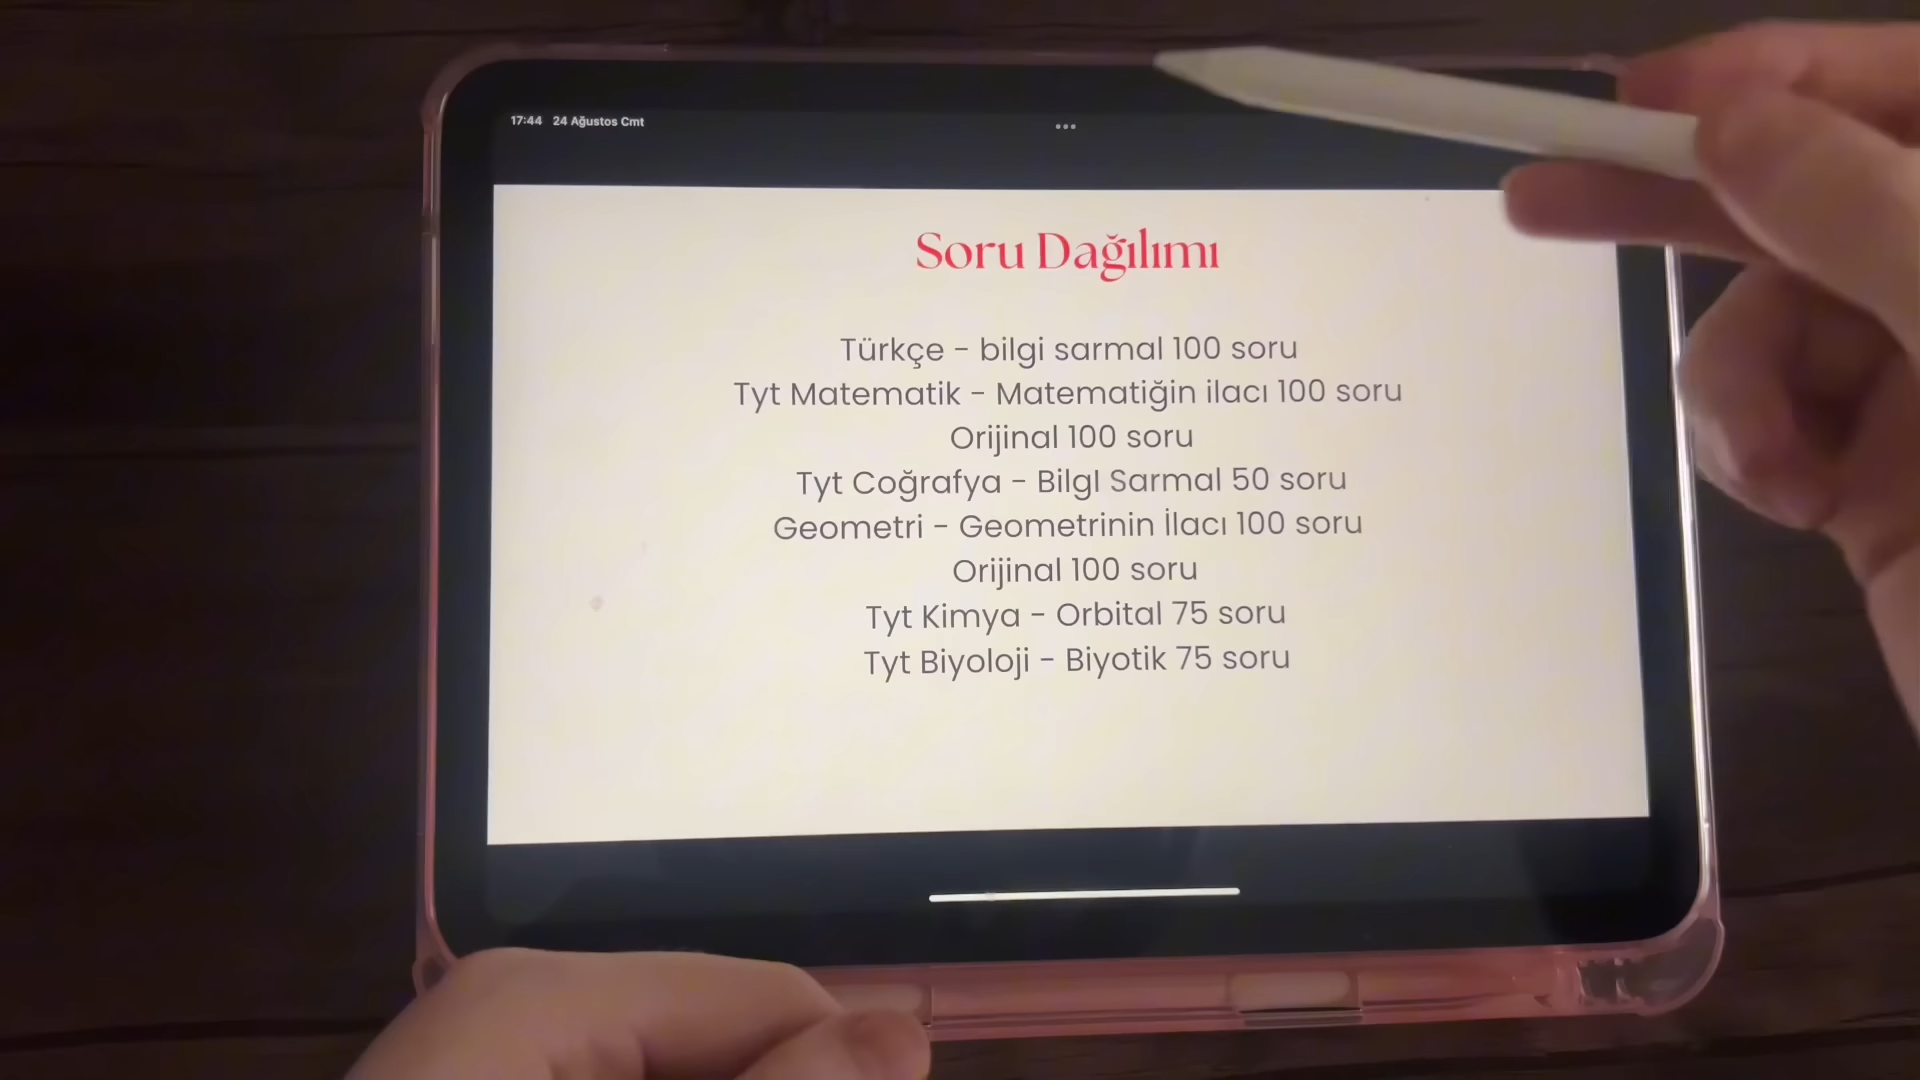 17:44 24 Ağustos Cmt
Soru Dağılımı
Türkçe - bilgi sarmal 100 soru
Tyt Matematik - Matematiğin ilacı 100 soru
Orijinal 100 soru
Tyt Coğrafya - BilgI Sarmal 50 soru
Geometri - Geometrinin İlacı 100 soru
Orijinal 100 soru
Tyt Kimya - Orbital 75 soru
Tyt Biyoloji - Biyotik 75 soru